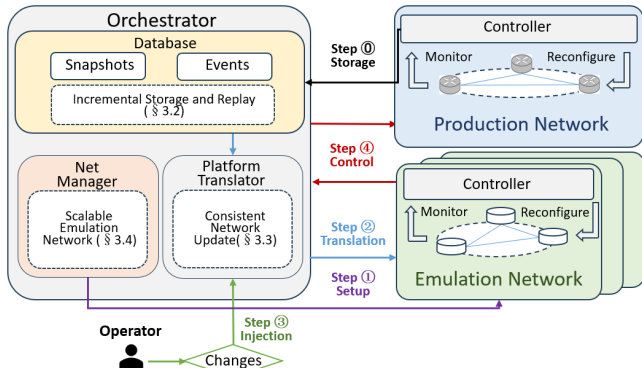 Orchestrator
Database
Snapshots
Events
Incremental Storage and Replay
( § 3.2)
Net
Manager
Scalable
Emulation
Network ( § 3.4)
Platform
Translator
Consistent
Network
Update(§ 3.3)
Step ⓪
Storage
Step ④
Control
Step ②
Translation
Step ①
Setup
Step ③
Injection
Operator
Changes
Controller
Monitor
Reconfigure
Production Network
Controller
Monitor
Reconfigure
Emulation Network